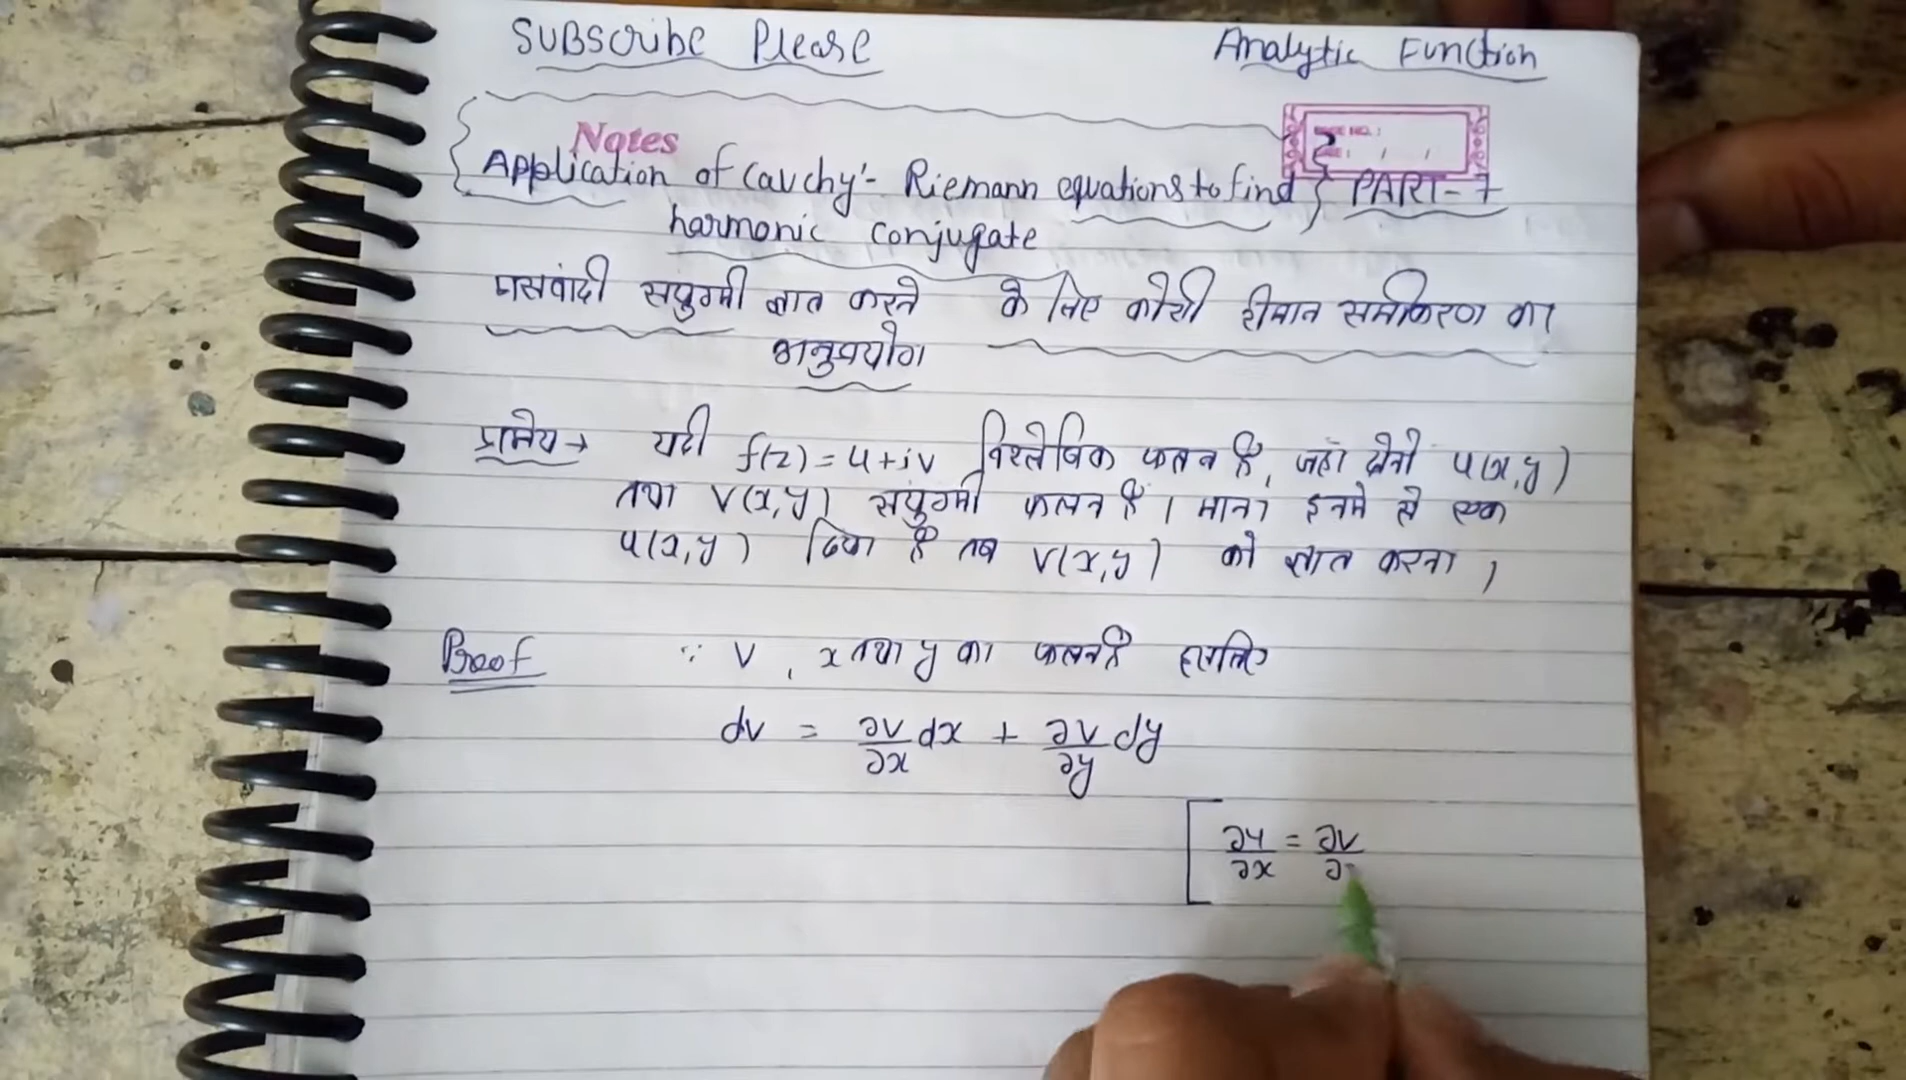 Subscribe Please
Analytic Function
Notes
Application of Cauchy'- Riemann equations to find
PART-7
harmonic conjugate
प्रसंवादी सयुग्मी ज्ञात करने के लिए कोशी रीमान समीकरण का
अनुप्रयोग
प्रमेय → यदी f(z) = u+iv विश्लेषिक फलन है, जहाँ दोनो u(x,y)
तथा v(x,y) सयुग्मी फलन है। माना इनमे से एक
u(x,y) दिया है तब v(x,y) को ज्ञात करना।
Proof ∵ v, x तथा y का फलन है इसलिए
dv = ∂v/∂x dx + ∂v/∂y dy
[ ∂u/∂x = ∂v/∂